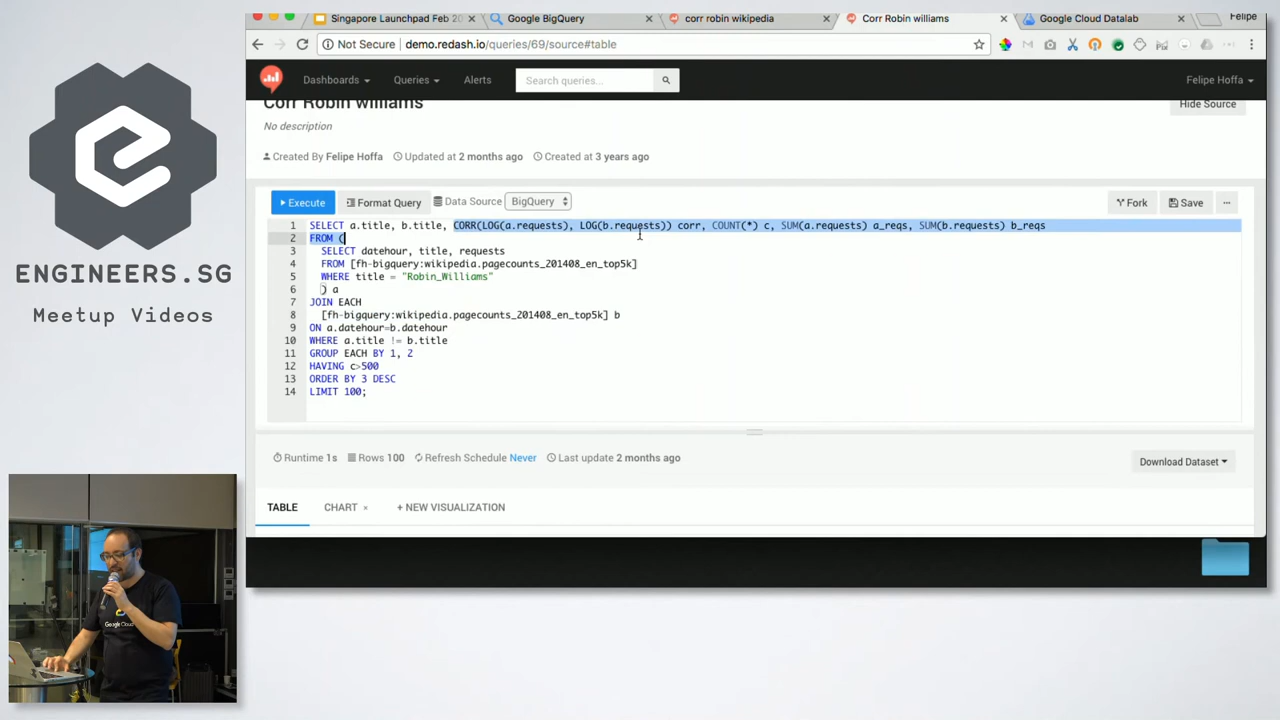 Singapore Launchpad Feb 20
Google BigQuery
corr robin wikipedia
Corr Robin williams
Google Cloud Datalab
Felipe
Not Secure
demo.redash.io/queries/69/source#table
Dashboards
Queries
Alerts
Search queries...
Felipe Hoffa
Corr Robin williams
Hide Source
No description
Created By Felipe Hoffa
Updated at 2 months ago
Created at 3 years ago
Execute
Format Query
Data Source
BigQuery
Fork
Save
1 SELECT a.title, b.title, CORR(LOG(a.requests), LOG(b.requests)) corr, COUNT(*) c, SUM(a.requests) a_reqs, SUM(b.requests) b_reqs
2 FROM (
3 SELECT datehour, title, requests
4 FROM [fh-bigquery:wikipedia.pagecounts_201408_en_top5k]
5 WHERE title = "Robin_Williams"
6 ) a
7 JOIN EACH
8 [fh-bigquery:wikipedia.pagecounts_201408_en_top5k] b
9 ON a.datehour=b.datehour
10 WHERE a.title != b.title
11 GROUP EACH BY 1, 2
12 HAVING c>500
13 ORDER BY 3 DESC
14 LIMIT 100;
Runtime 1s
Rows 100
Refresh Schedule Never
Last update 2 months ago
Download Dataset
TABLE
CHART ×
+ NEW VISUALIZATION
ENGINEERS.SG
Meetup Videos
Google Cloud